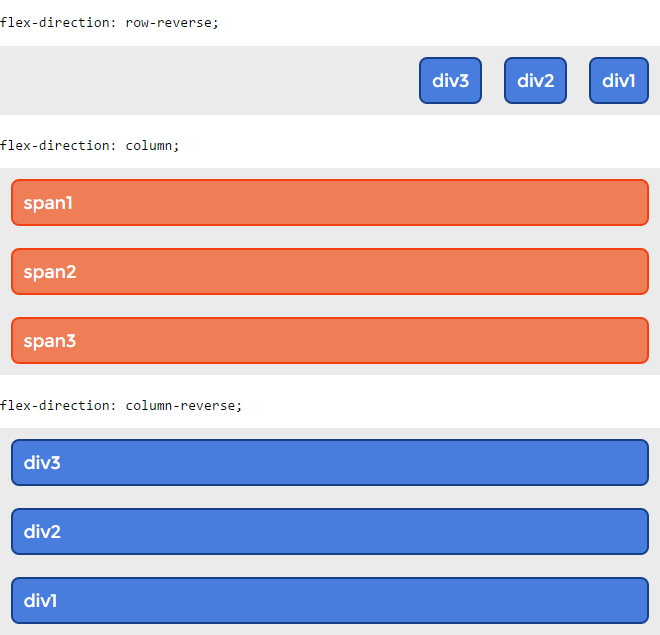 flex-direction: row-reverse;
div3 div2 div1
flex-direction: column;
span1
span2
span3
flex-direction: column-reverse;
div3
div2
div1